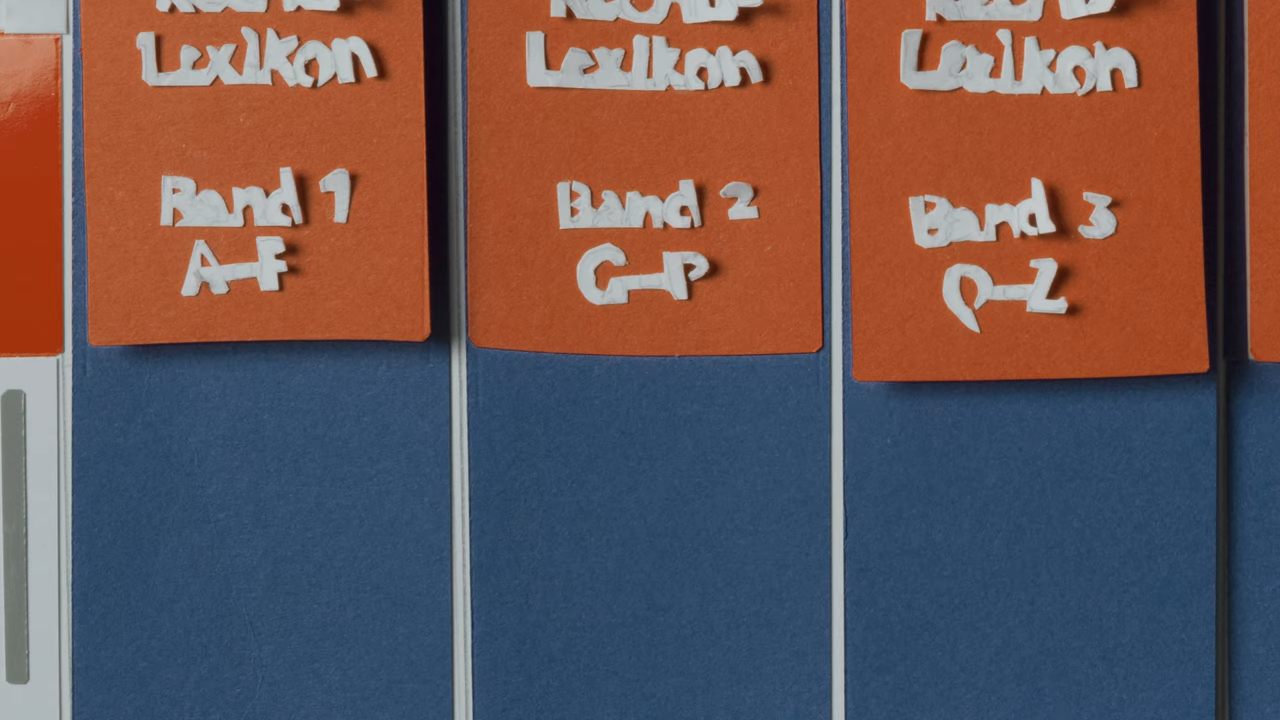 Lexikon
Band 1
A-F
Lexikon
Band 2
G-P
Lexikon
Band 3
Q-Z